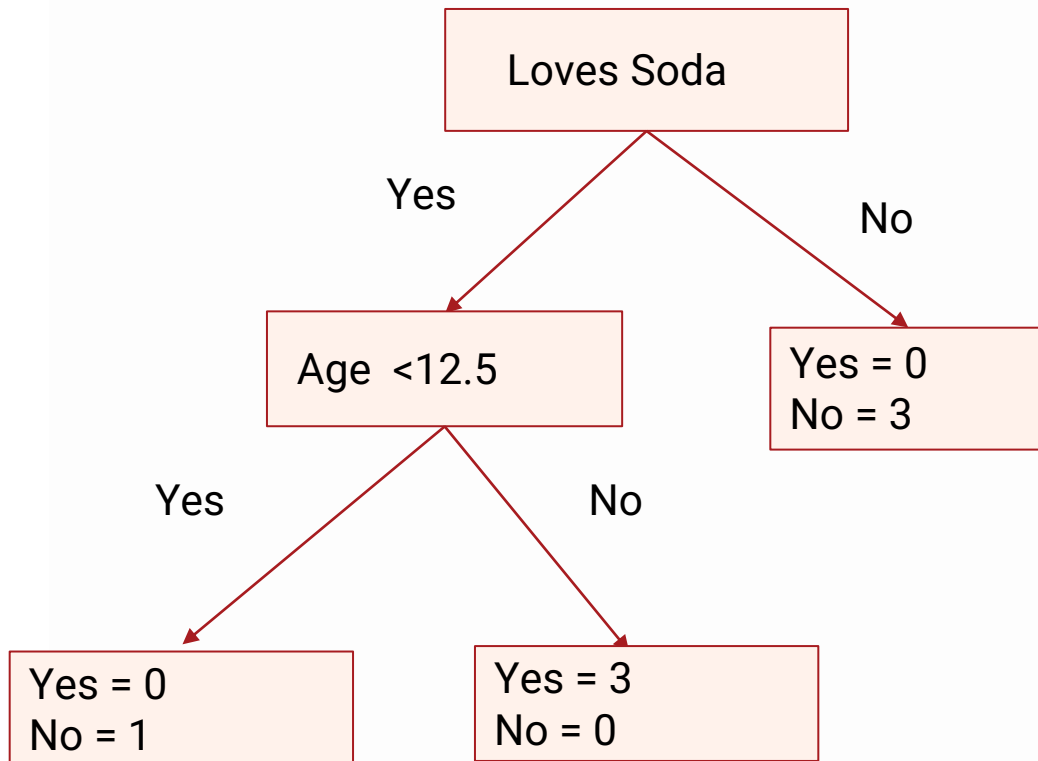 Loves Soda
Yes
No
Age <12.5
Yes = 0
No = 3
Yes
No
Yes = 0
No = 1
Yes = 3
No = 0